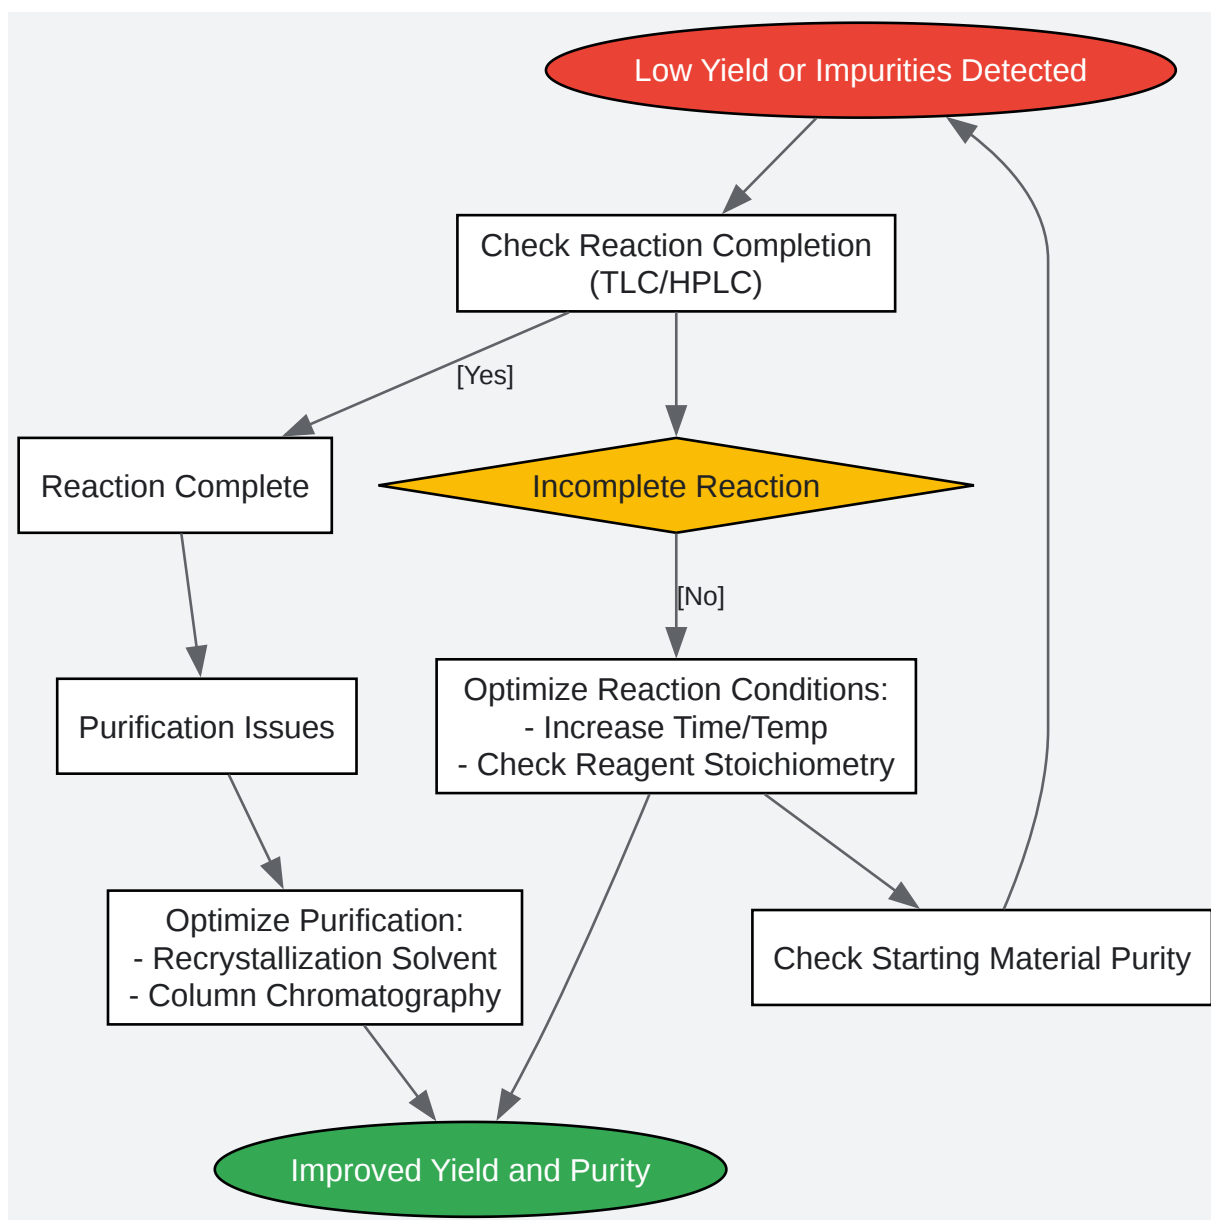 Low Yield or Impurities Detected
Check Reaction Completion
(TLC/HPLC)
[Yes]
Reaction Complete
Incomplete Reaction
[No]
Optimize Reaction Conditions:
- Increase Time/Temp
- Check Reagent Stoichiometry
Purification Issues
Optimize Purification:
- Recrystallization Solvent
- Column Chromatography
Check Starting Material Purity
Improved Yield and Purity